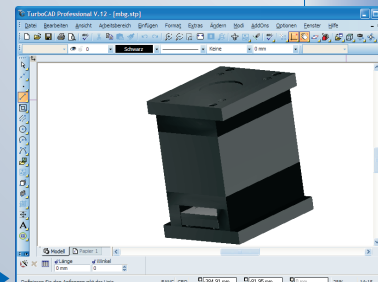 TurboCAD Professional V.12 - [mbg.stp]
Datei Bearbeiten Ansicht Arbeitsbereich Einfügen Format Extras Ändern Modi AddOns Optionen Fenster Hilfe
0 Schwarz Keine 0 mm
Modell Papier 1
Länge Winkel
0 mm 0